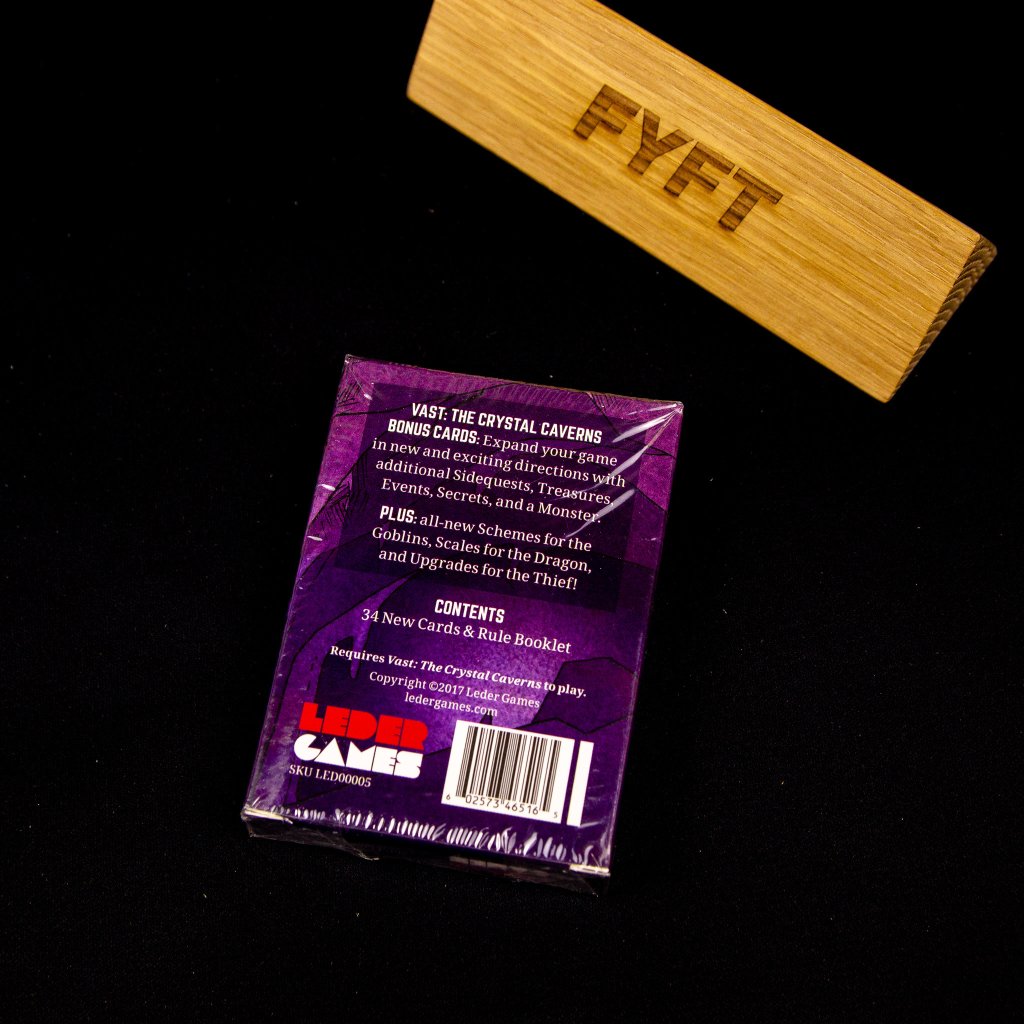 FYFT
VAST: THE CRYSTAL CAVERNS
BONUS CARDS: Expand your game
in new and exciting directions with
additional Sidequests, Treasures,
Events, Secrets, and a Monster.
PLUS: all-new Schemes for the
Goblins, Scales for the Dragon,
and Upgrades for the Thief!
CONTENTS
34 New Cards & Rule Booklet
Requires Vast: The Crystal Caverns to play.
Copyright ©2017 Leder Games
ledergames.com
LEDER
GAMES
SKU LED00005
6 02573 46516 5